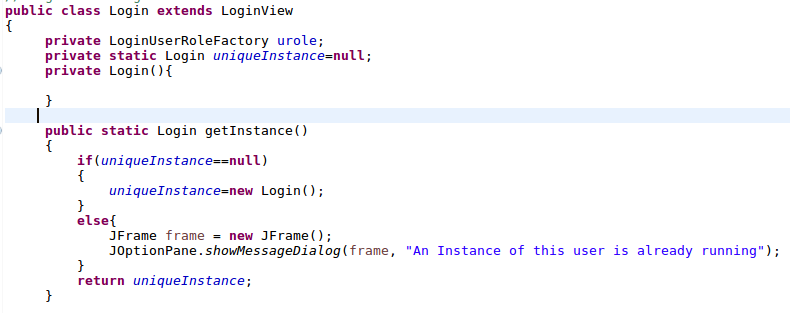 public class Login extends LoginView
{
    private LoginUserRoleFactory urole;
    private static Login uniqueInstance=null;
    private Login(){

    }

    public static Login getInstance()
    {
        if(uniqueInstance==null)
        {
            uniqueInstance=new Login();
        }
        else{
            JFrame frame = new JFrame();
            JOptionPane.showMessageDialog(frame, "An Instance of this user is already running");
        }
        return uniqueInstance;
    }